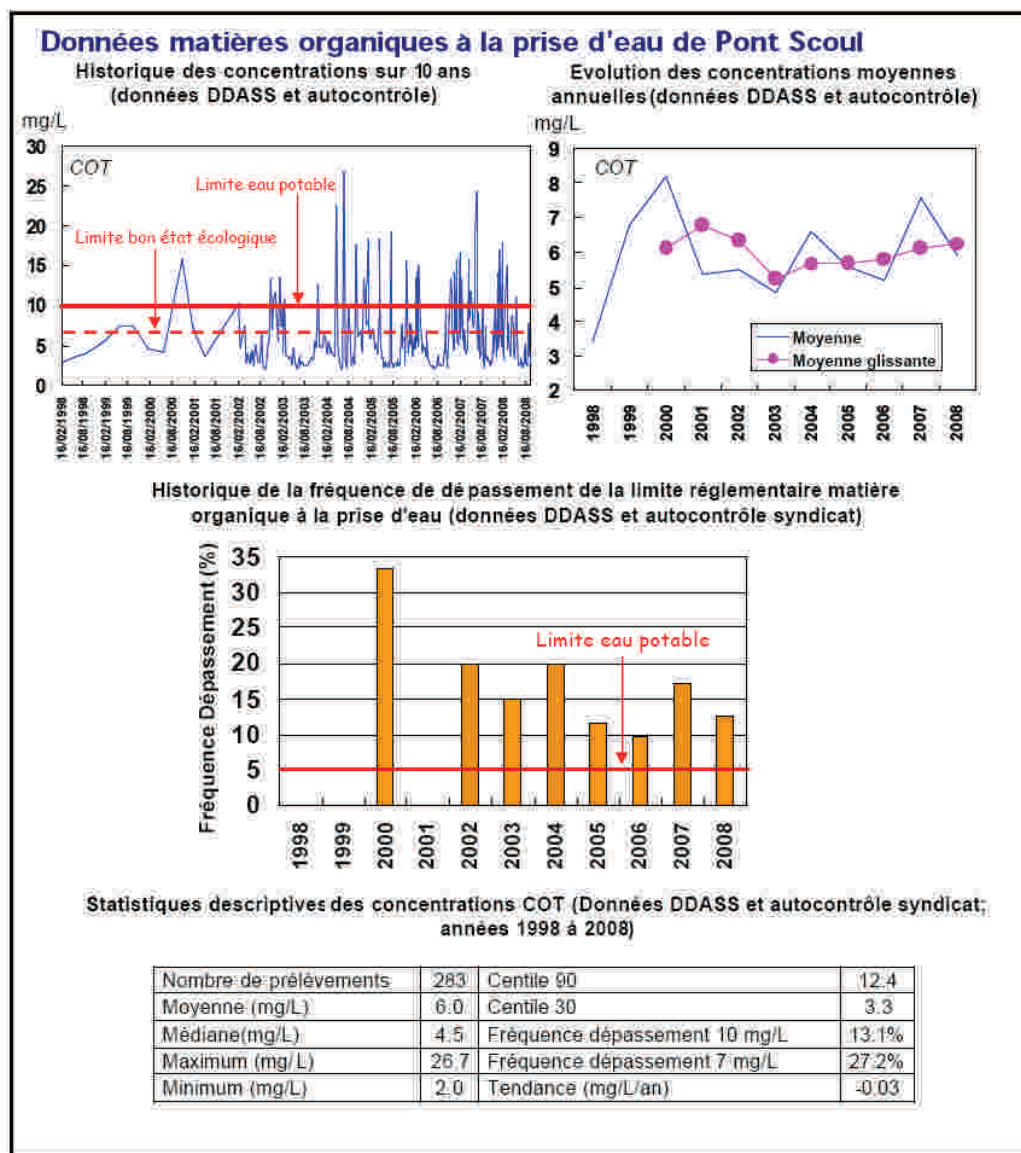 Données matières organiques à la prise d'eau de Pont Scoul
Historique des concentrations sur 10 ans
(données DDASS et autocontrôle)
mg/L
30
25
20
15
10
5
0
COT
Limite eau potable
Limite bon état écologique
16/02/1998
16/08/1998
16/02/1999
16/08/1999
16/02/2000
16/08/2000
16/02/2001
16/08/2001
16/02/2002
16/08/2002
16/02/2003
16/08/2003
16/02/2004
16/08/2004
16/02/2005
16/08/2005
16/02/2006
16/08/2006
16/02/2007
16/08/2007
16/02/2008
16/08/2008
Evolution des concentrations moyennes
annuelles (données DDASS et autocontrôle)
mg/L
9
8
7
6
5
4
3
2
COT
Moyenne
Moyenne glissante
1998
1999
2000
2001
2002
2003
2004
2005
2006
2007
2008
Historique de la fréquence de dépassement de la limite réglementaire matière
organique à la prise d'eau (données DDASS et autocontrôle syndicat)
Fréquence Dépassement (%)
35
30
25
20
15
10
5
0
Limite eau potable
1998
1999
2000
2001
2002
2003
2004
2005
2006
2007
2008
Statistiques descriptives des concentrations COT (Données DDASS et autocontrôle syndicat;
années 1998 à 2008)
Nombre de prélèvements 283 Centile 90 12.4
Moyenne (mg/L) 6.0 Centile 30 3.3
Médiane(mg/L) 4.5 Fréquence dépassement 10 mg/L 13.1%
Maximum (mg/L) 26.7 Fréquence dépassement 7 mg/L 27.2%
Minimum (mg/L) 2.0 Tendance (mg/L/an) -0.03